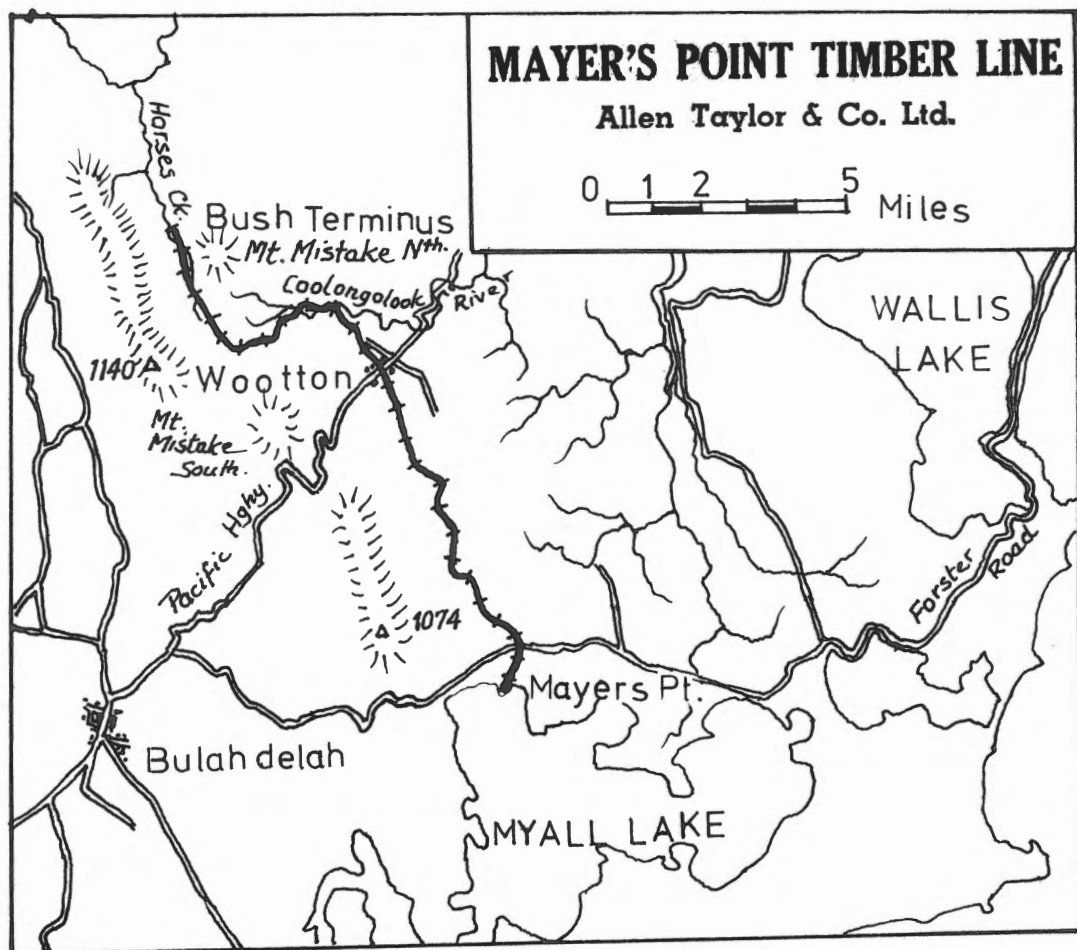 MAYER'S POINT TIMBER LINE
Allen Taylor & Co. Ltd.
0 1 2 5
Miles
Horses Ck.
Bush Terminus
Mt. Mistake Nth.
Coolongolook River
WALLIS
LAKE
1140
Wootton
Mt.
Mistake
South.
Pacific Hghy.
1074
Forster Road
Mayers Pt.
Bulahdelah
MYALL LAKE